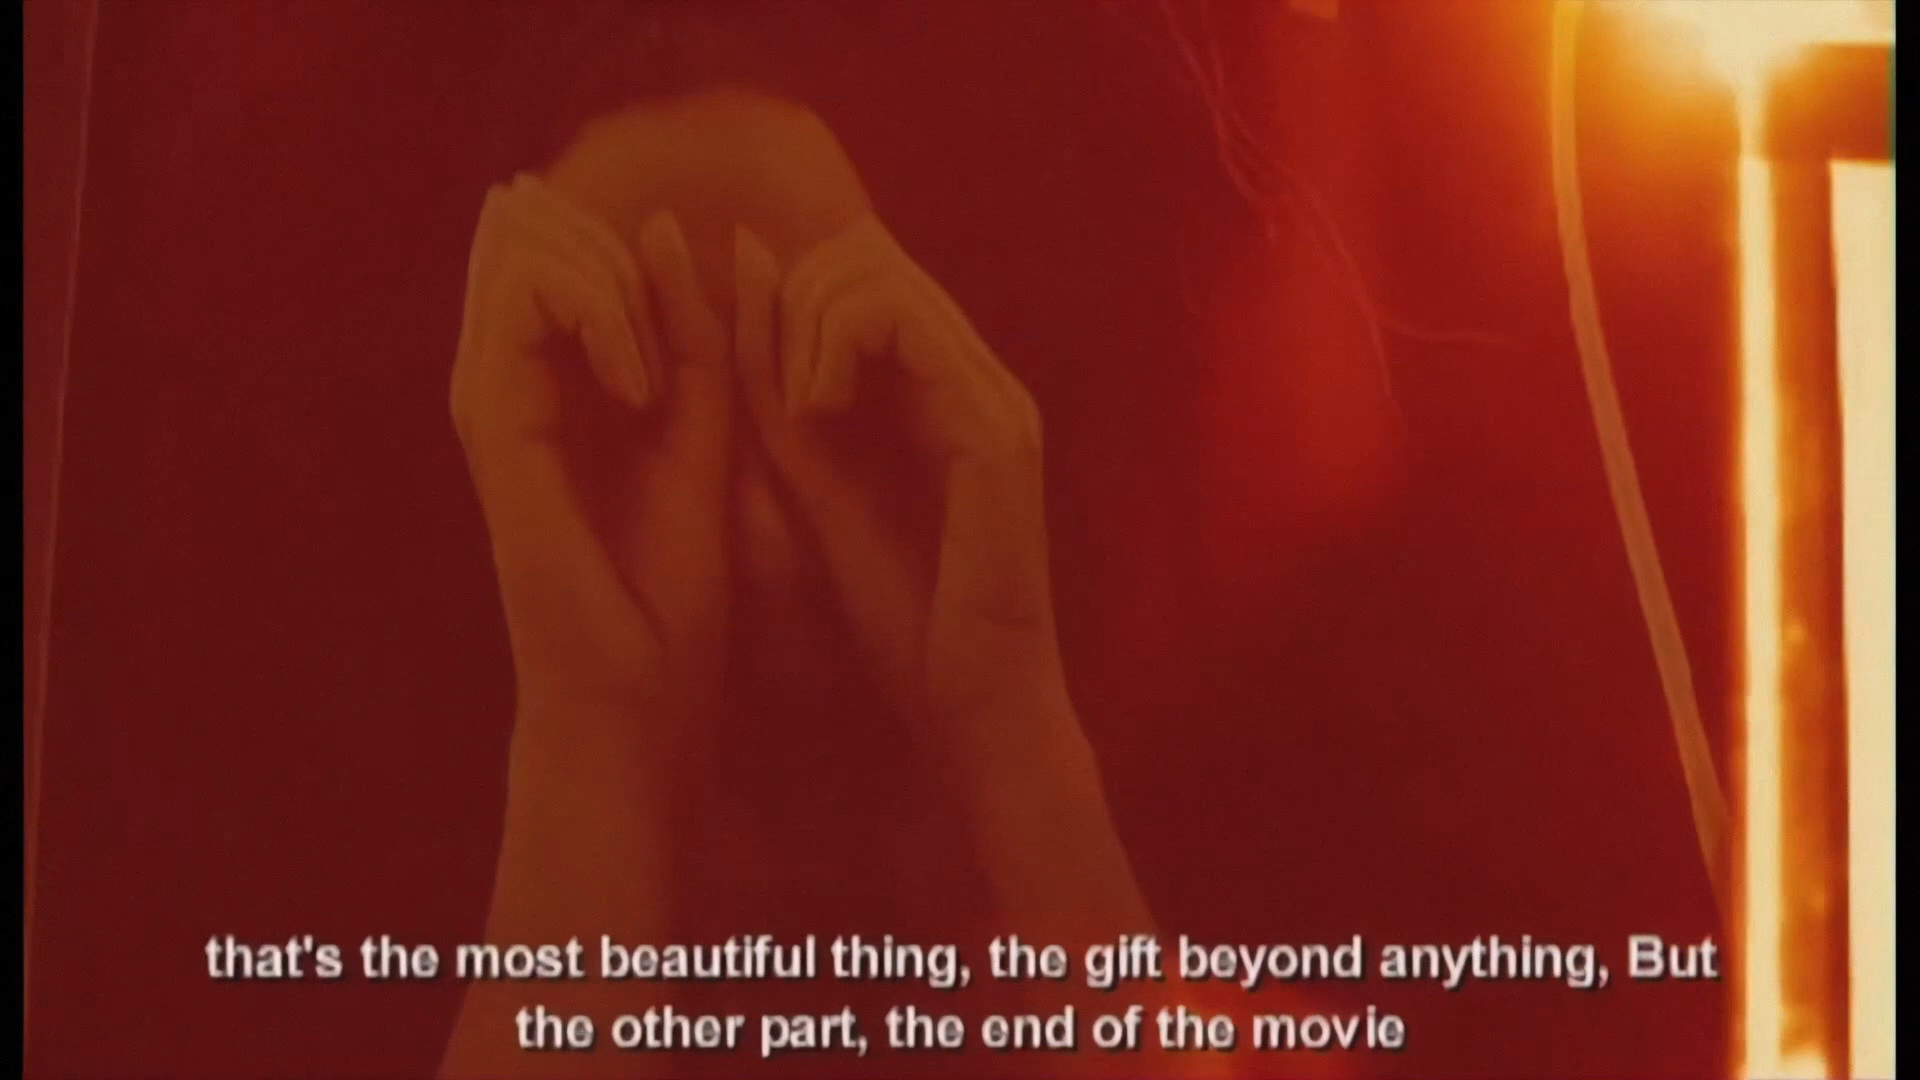 that's the most beautiful thing, the gift beyond anything, But
the other part, the end of the movie